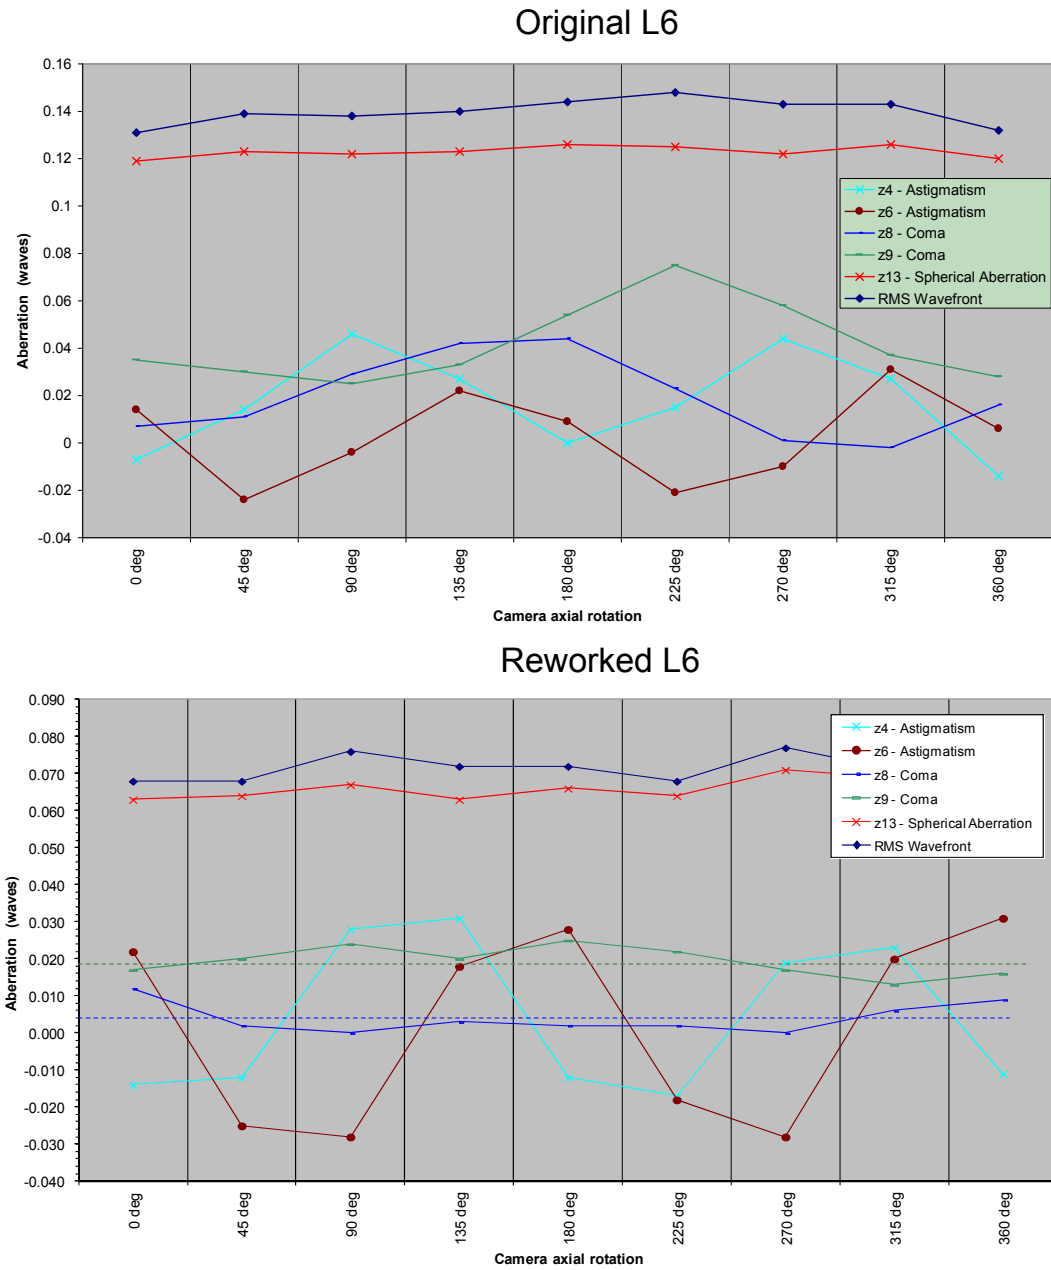 Original L6
0.16
0.14
0.12
0.1
0.08
0.06
0.04
0.02
0
-0.02
-0.04
Aberration (waves)
z4 - Astigmatism
z6 - Astigmatism
z8 - Coma
z9 - Coma
z13 - Spherical Aberration
RMS Wavefront
0 deg
45 deg
90 deg
135 deg
180 deg
225 deg
270 deg
315 deg
360 deg
Camera axial rotation
Reworked L6
0.090
0.080
0.070
0.060
0.050
0.040
0.030
0.020
0.010
0.000
-0.010
-0.020
-0.030
-0.040
Aberration (waves)
z4 - Astigmatism
z6 - Astigmatism
z8 - Coma
z9 - Coma
z13 - Spherical Aberration
RMS Wavefront
0 deg
45 deg
90 deg
135 deg
180 deg
225 deg
270 deg
315 deg
360 deg
Camera axial rotation